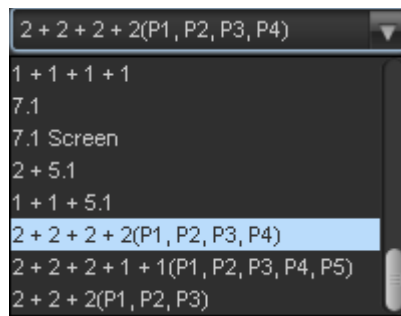 2 + 2 + 2 + 2(P1, P2, P3, P4)
1 + 1 + 1 + 1
7.1
7.1 Screen
2 + 5.1
1 + 1 + 5.1
2 + 2 + 2 + 2(P1, P2, P3, P4)
2 + 2 + 2 + 1 + 1(P1, P2, P3, P4, P5)
2 + 2 + 2(P1, P2, P3)